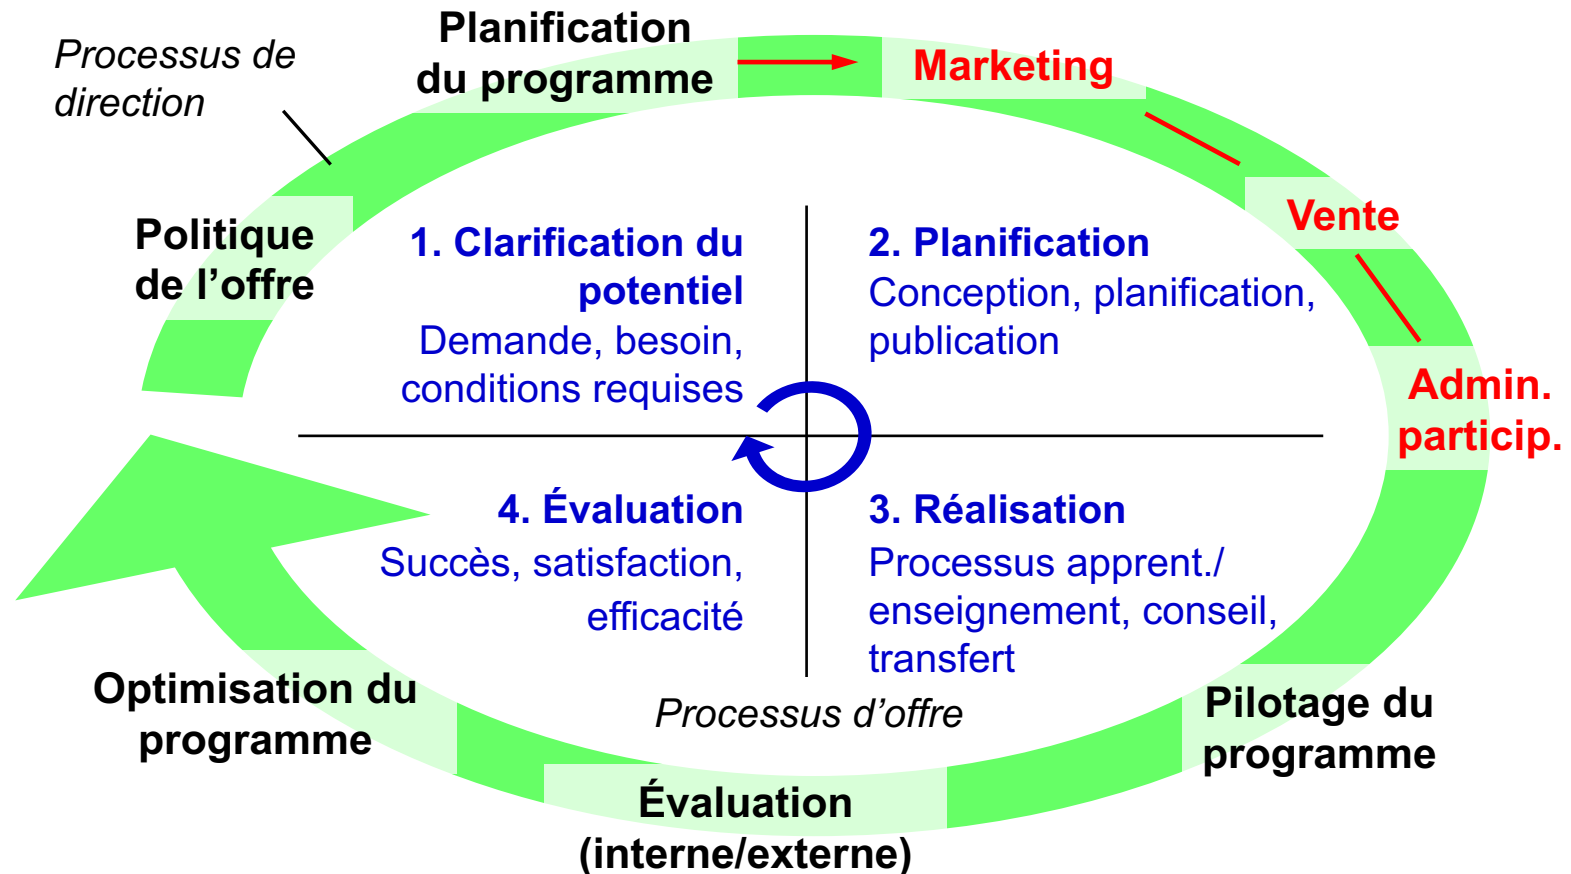 Processus de
direction
Planification
du programme
Marketing
Vente
Admin.
particip.
Politique
de l’offre
1. Clarification du
potentiel
Demande, besoin,
conditions requises
2. Planification
Conception, planification,
publication
4. Évaluation
Succès, satisfaction,
efficacité
3. Réalisation
Processus apprent./
enseignement, conseil,
transfert
Processus d’offre
Optimisation du
programme
Pilotage du
programme
Évaluation
(interne/externe)